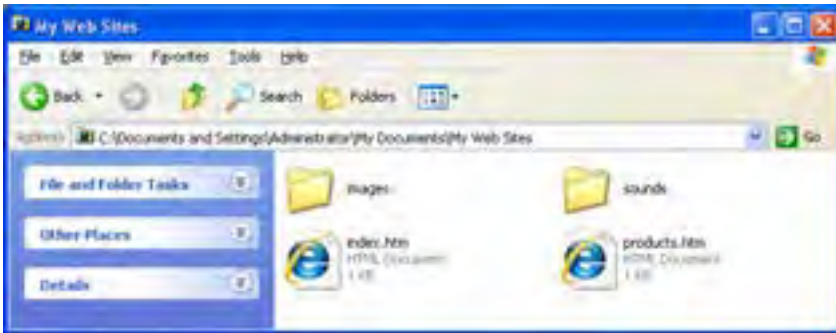 My Web Sites
File Edit View Favorites Tools Help
Back Search Folders
Address C:\Documents and Settings\Administrator\My Documents\My Web Sites Go
File and Folder Tasks
Other Places
Details
images
sounds
index.htm
HTML Document
1 KB
products.htm
HTML Document
1 KB